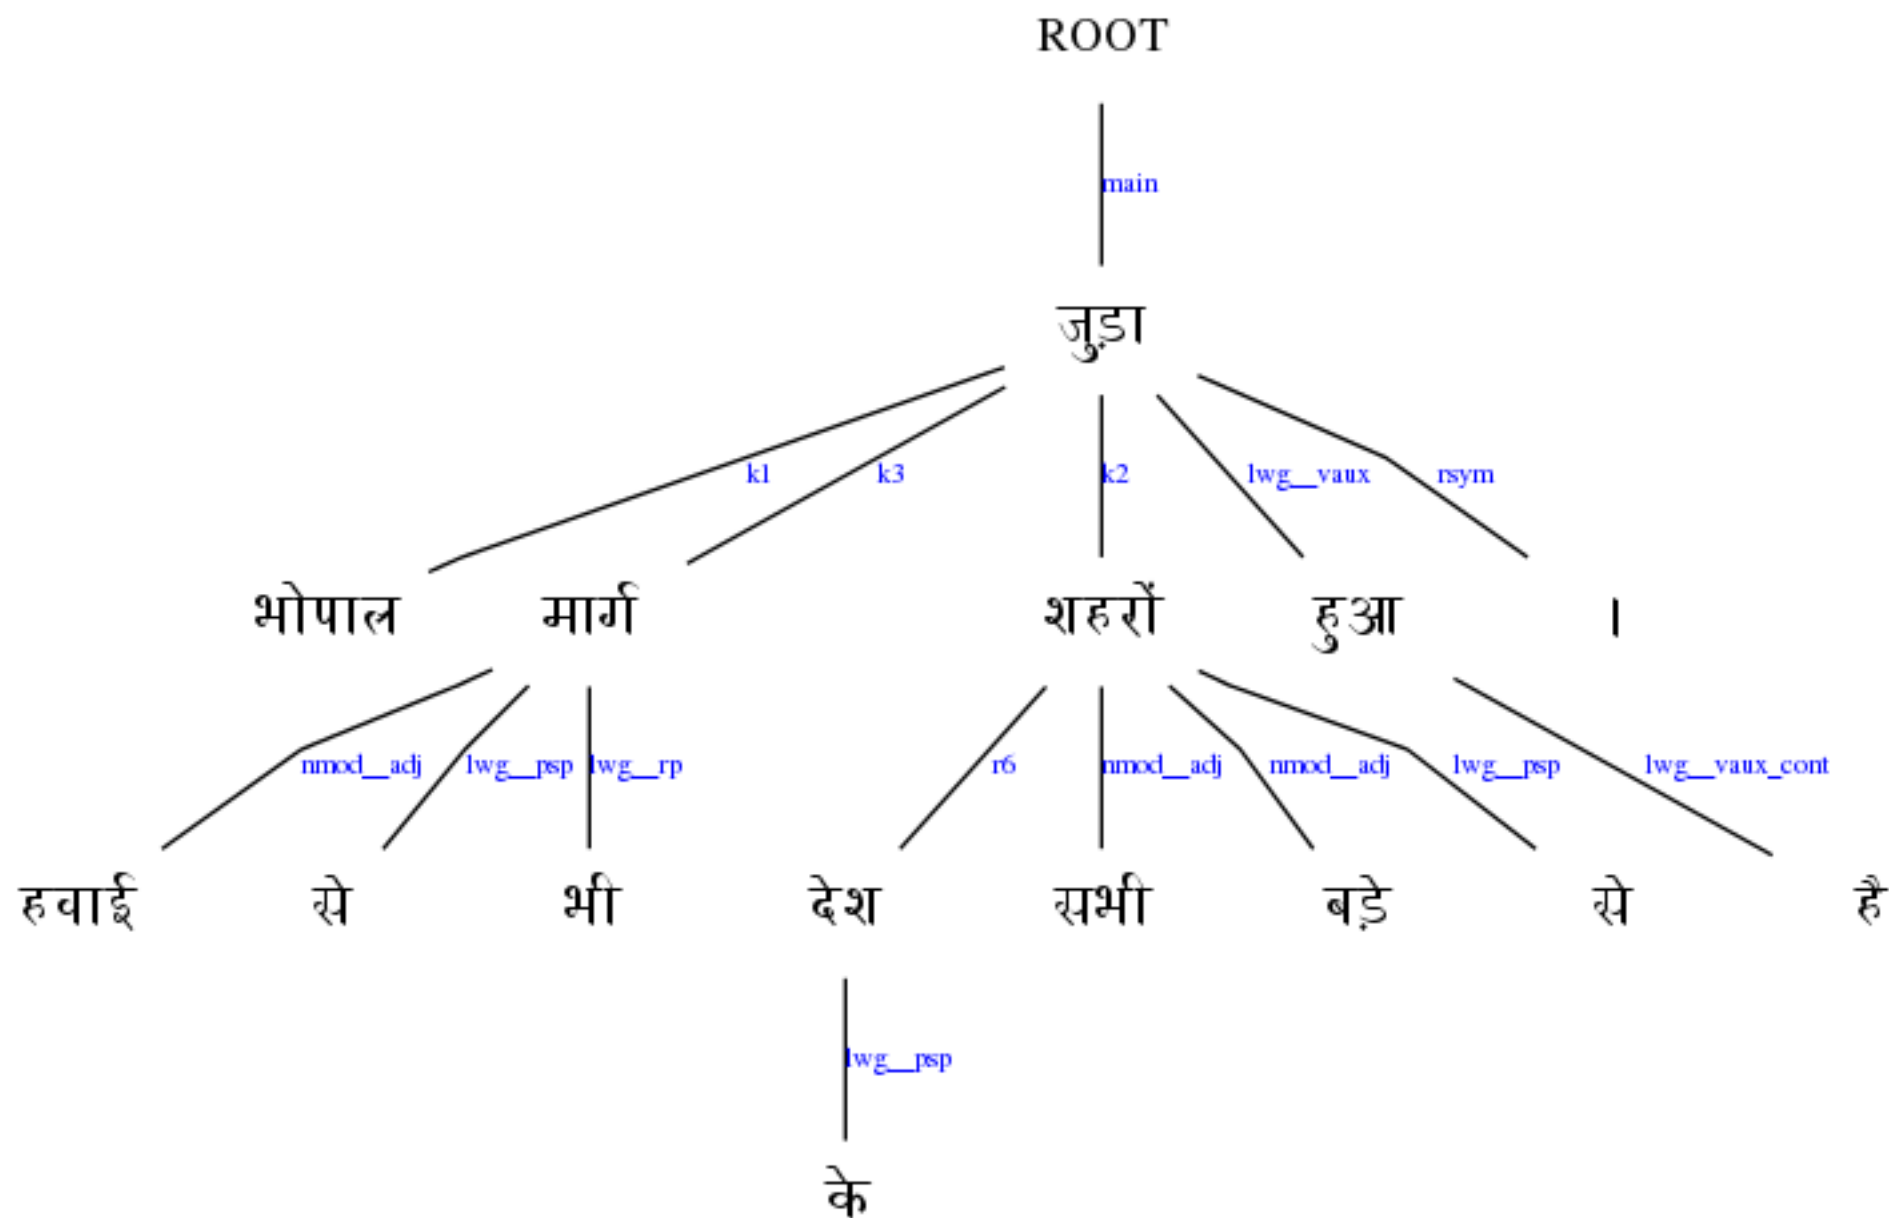 ROOT
main
जुड़ा
k1 k3 k2 lwg__vaux rsym
भोपाल मार्ग शहरों हुआ ।
nmod__adj lwg__psp lwg__rp r6 nmod__adj nmod__adj lwg__psp lwg__vaux_cont
हवाई से भी देश सभी बड़े से है
lwg__psp
के